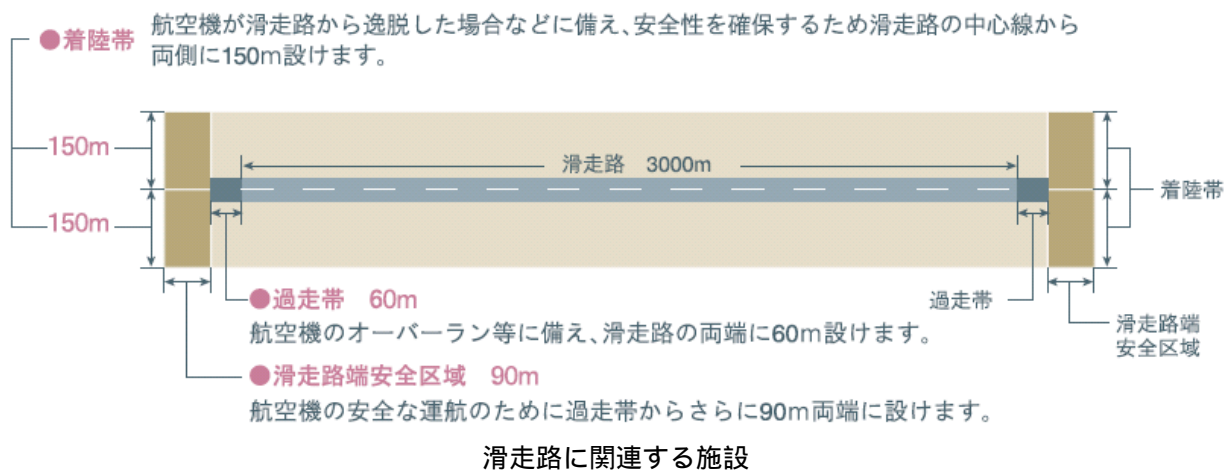 ●着陸帯
航空機が滑走路から逸脱した場合などに備え、安全性を確保するため滑走路の中心線から
両側に150m設けます。
150m
滑走路　3000m
着陸帯
150m
●過走帯　60m
過走帯
航空機のオーバーラン等に備え、滑走路の両端に60m設けます。
滑走路端
安全区域
●滑走路端安全区域　90m
航空機の安全な運航のために過走帯からさらに90m両端に設けます。
滑走路に関連する施設